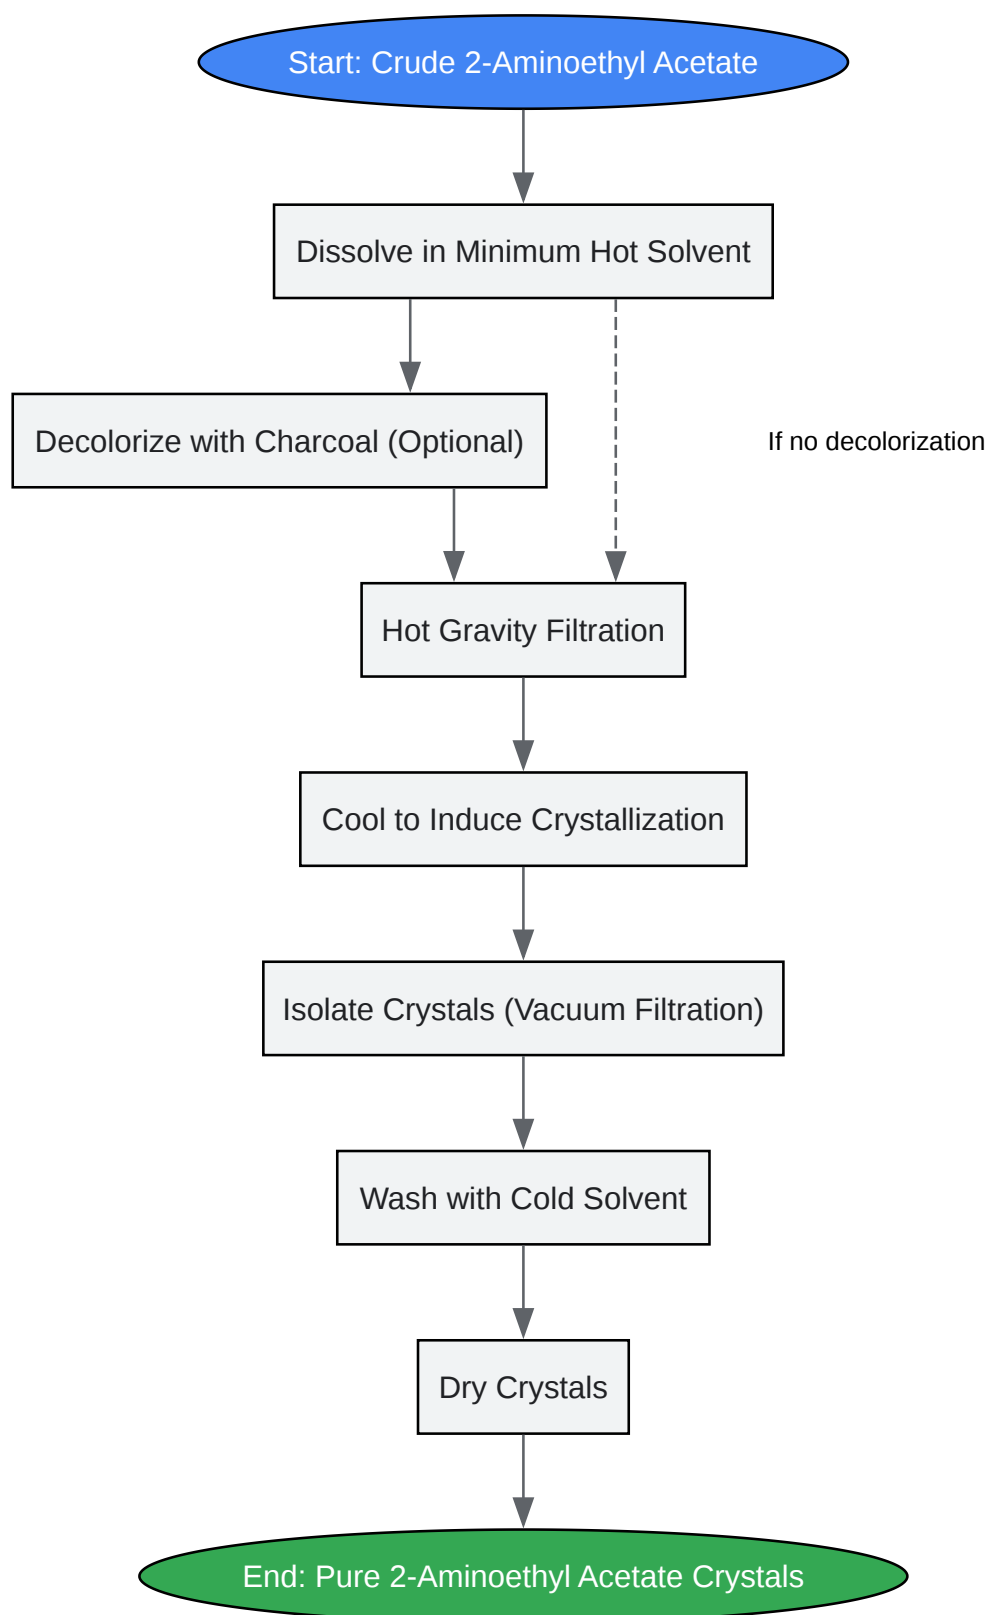 Start: Crude 2-Aminoethyl Acetate
Dissolve in Minimum Hot Solvent
Decolorize with Charcoal (Optional)
If no decolorization
Hot Gravity Filtration
Cool to Induce Crystallization
Isolate Crystals (Vacuum Filtration)
Wash with Cold Solvent
Dry Crystals
End: Pure 2-Aminoethyl Acetate Crystals